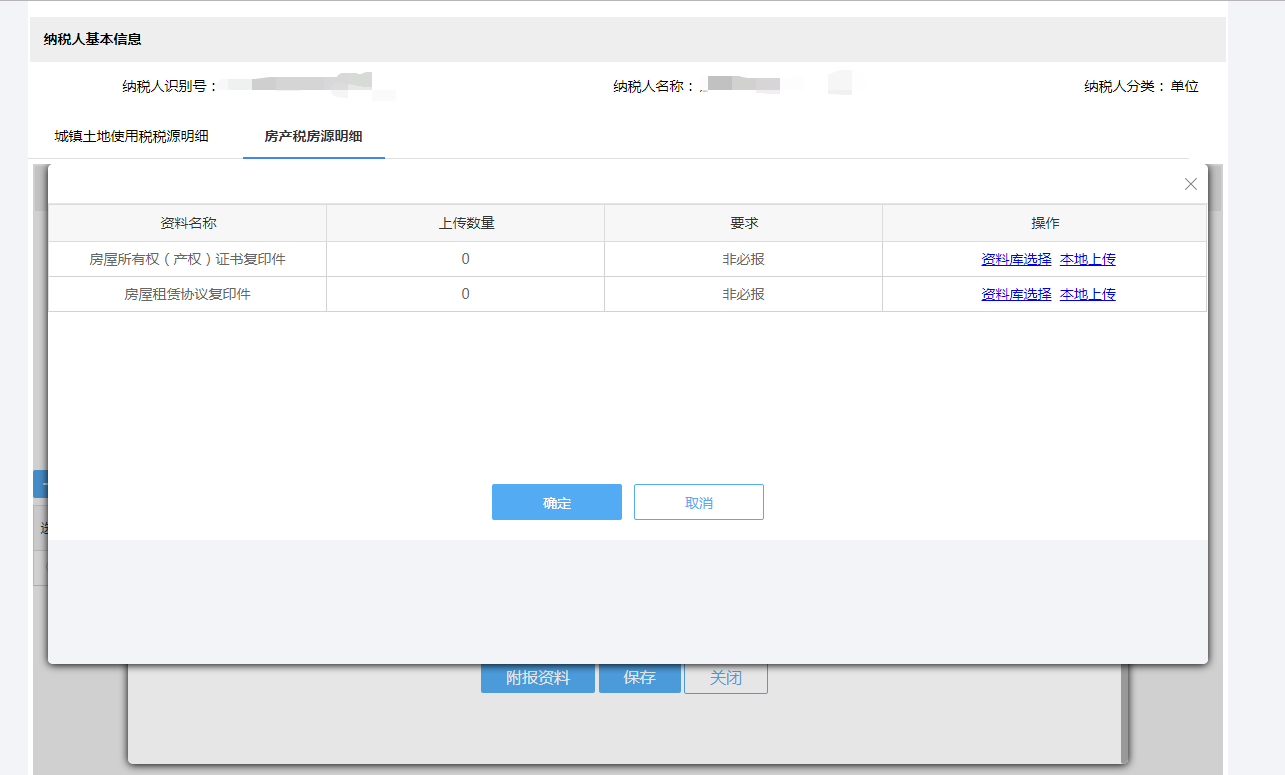 纳税人基本信息
纳税人识别号： 纳税人名称： 纳税人分类：单位
城镇土地使用税税源明细 房产税房源明细
资料名称 上传数量 要求 操作
房屋所有权（产权）证书复印件 0 非必报 资料库选择 本地上传
房屋租赁协议复印件 0 非必报 资料库选择 本地上传
确定 取消
附报资料 保存 关闭